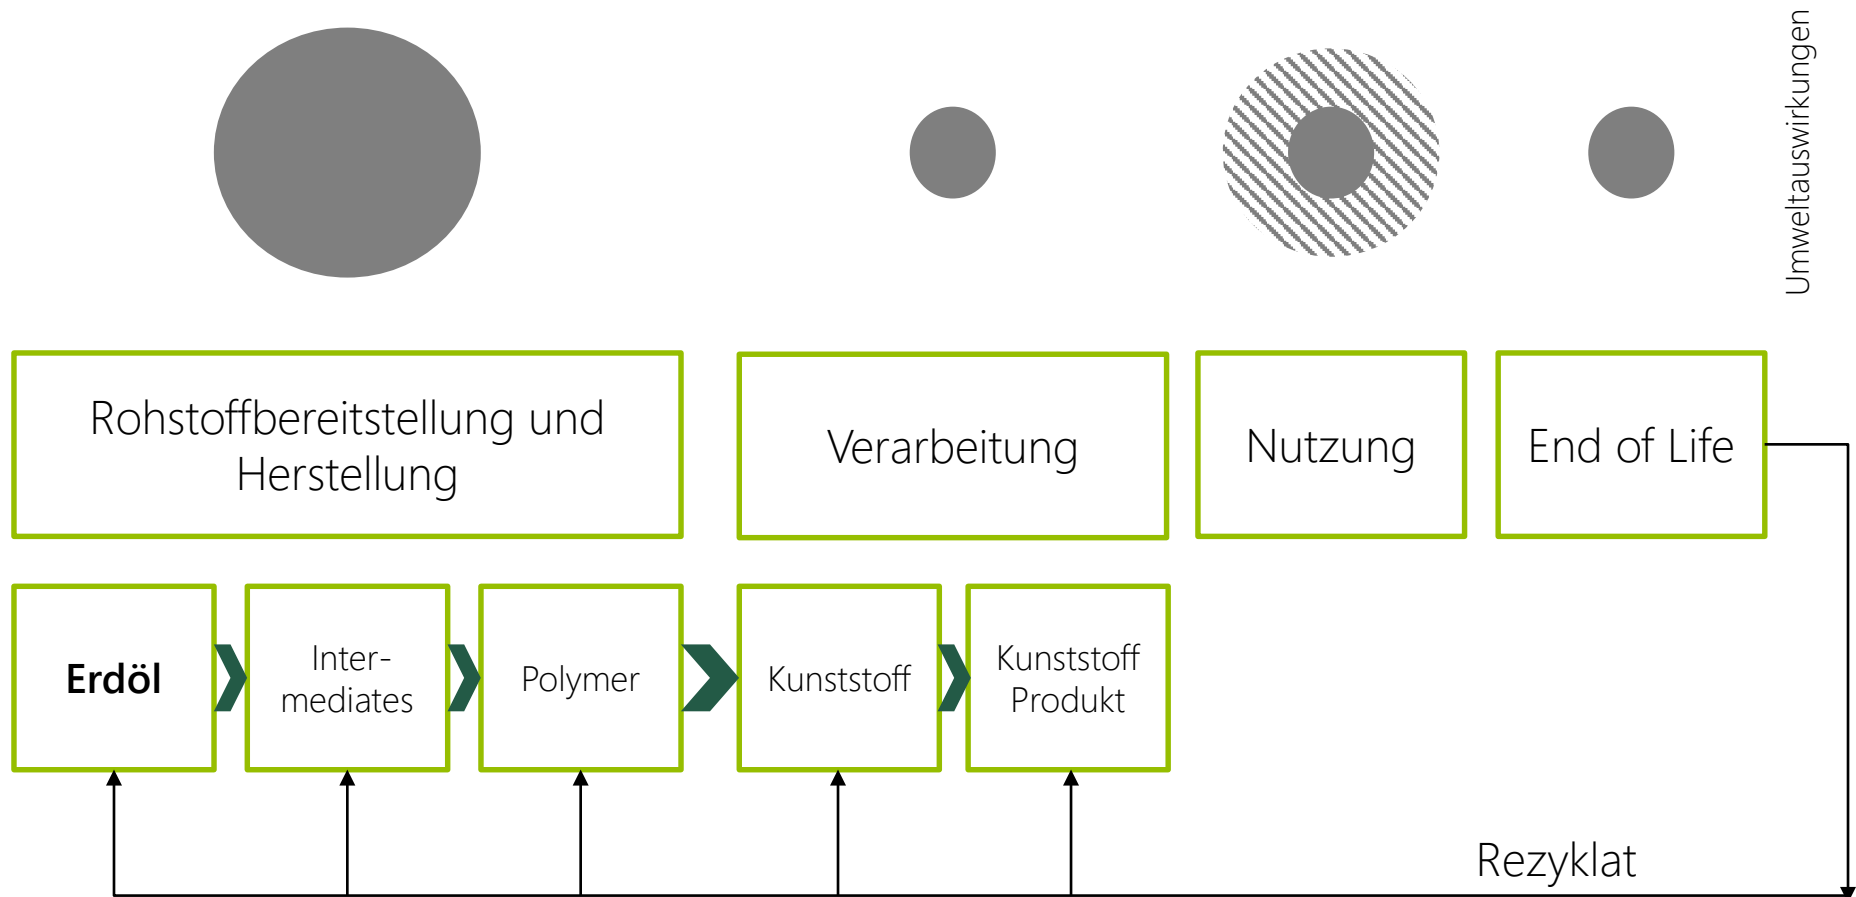 Umweltauswirkungen
Rohstoffbereitstellung und
Herstellung
Verarbeitung
Nutzung
End of Life
Erdöl
Inter-
mediates
Polymer
Kunststoff
Kunststoff
Produkt
Rezyklat